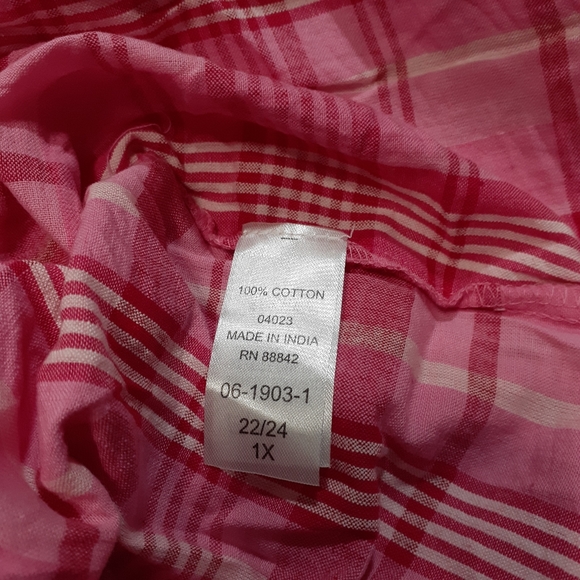 100% COTTON
04023
MADE IN INDIA
RN 88842
06-1903-1
22/24
1X